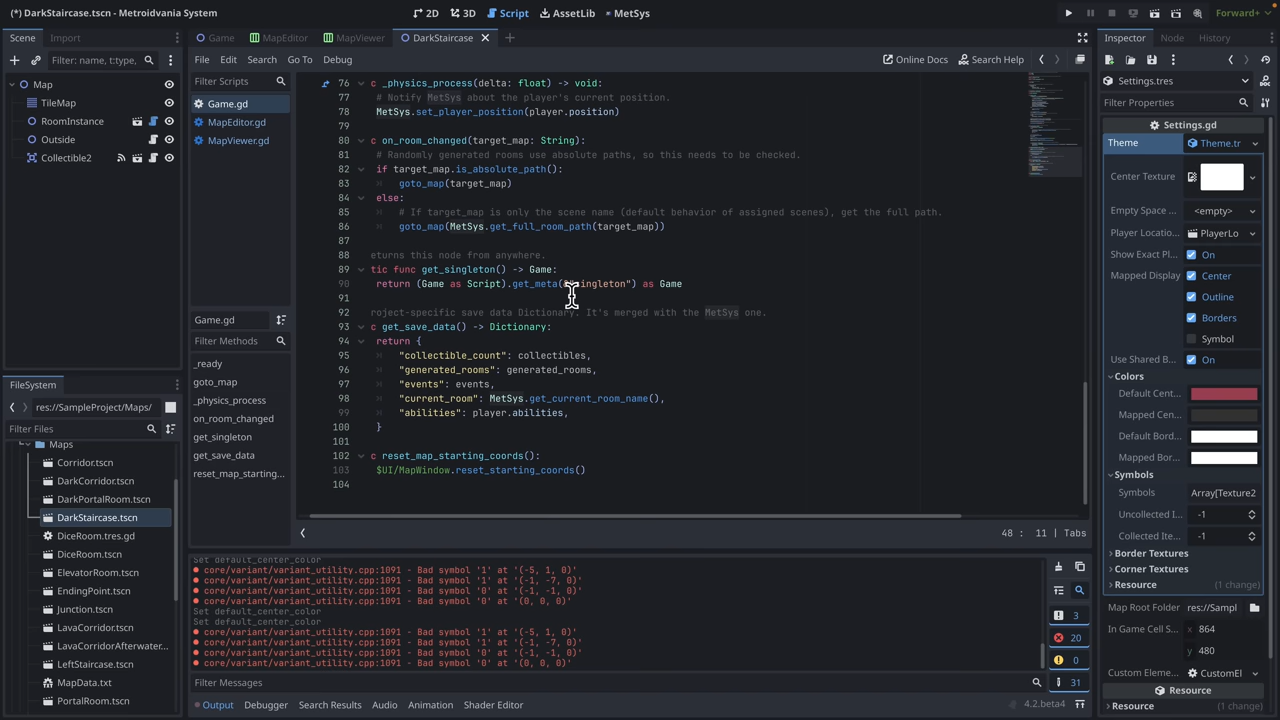 (*) DarkStaircase.tscn - Metroidvania System
2D
3D
Script
AssetLib
MetSys
Forward+
Scene
Import
Filter: name, t:type,
Map
TileMap
RoomInstance
Outside
Collectible2
FileSystem
res://SampleProject/Maps/
Filter Files
Maps
Corridor.tscn
DarkCorridor.tscn
DarkPortalRoom.tscn
DarkStaircase.tscn
DiceRoom.tres.gd
DiceRoom.tscn
ElevatorRoom.tscn
EndingPoint.tscn
Junction.tscn
LavaCorridor.tscn
LavaCorridorAfterwater...
LeftStaircase.tscn
MapData.txt
PortalRoom.tscn
Game
MapEditor
MapViewer
DarkStaircase
File
Edit
Search
Go To
Debug
Online Docs
Search Help
Filter Scripts
Game.gd
MapEditor.gd
MapViewer.gd
Game.gd
Filter Methods
_ready
goto_map
_physics_process
on_room_changed
get_singleton
get_save_data
reset_map_starting...
76 c _physics_process(delta: float) -> void:
77 # Notify MetSys about the player's current position.
78 MetSys.set_player_position(player.position)
79
80 c on_room_changed(target_map: String):
81 # Randomly generated rooms use absolute paths, so this needs to be checked.
82 if target_map.is_absolute_path():
83 goto_map(target_map)
84 else:
85 # If target_map is only the scene name (default behavior of assigned scenes), get the full path.
86 goto_map(MetSys.get_full_room_path(target_map))
87
88 eturns this node from anywhere.
89 tic func get_singleton() -> Game:
90 return (Game as Script).get_meta(&"singleton") as Game
91
92 roject-specific save data Dictionary. It's merged with the MetSys one.
93 c get_save_data() -> Dictionary:
94 return {
95 "collectible_count": collectibles,
96 "generated_rooms": generated_rooms,
97 "events": events,
98 "current_room": MetSys.get_current_room_name(),
99 "abilities": player.abilities,
100 }
101
102 c reset_map_starting_coords():
103 $UI/MapWindow.reset_starting_coords()
104
48 : 11 | Tabs
Set default_center_color
core/variant/variant_utility.cpp:1091 - Bad symbol '1' at '(-5, 1, 0)'
core/variant/variant_utility.cpp:1091 - Bad symbol '1' at '(-1, -7, 0)'
core/variant/variant_utility.cpp:1091 - Bad symbol '0' at '(-1, -1, 0)'
core/variant/variant_utility.cpp:1091 - Bad symbol '0' at '(0, 0, 0)'
Set default_center_color
Set default_center_color
core/variant/variant_utility.cpp:1091 - Bad symbol '1' at '(-5, 1, 0)'
core/variant/variant_utility.cpp:1091 - Bad symbol '1' at '(-1, -7, 0)'
core/variant/variant_utility.cpp:1091 - Bad symbol '0' at '(-1, -1, 0)'
core/variant/variant_utility.cpp:1091 - Bad symbol '0' at '(0, 0, 0)'
3
20
0
31
Filter Messages
Output
Debugger
Search Results
Audio
Animation
Shader Editor
4.2.beta4
Inspector
Node
History
Settings.tres
Filter Properties
Settings.gd
Theme Theme.tr
Center Texture
Empty Space ... <empty>
Player Locatio... PlayerLo
Show Exact Pl... On
Mapped Display Center
Outline
Borders
Symbol
Use Shared B... On
Colors
Default Cent...
Mapped Cen...
Default Bord...
Mapped Bor...
Symbols
Symbols Array[Texture2
Uncollected I... -1
Collected Ite... -1
Border Textures
Corner Textures
Resource (1 change)
Map Root Folder res://Sampl
In Game Cell S... x 864
y 480
Custom Eleme... CustomEl
Resource
Resource (1 change)